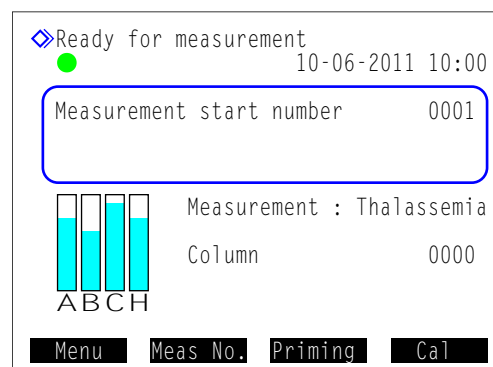 Ready for measurement
10-06-2011 10:00
Measurement start number 0001
Measurement : Thalassemia
Column 0000
A B C H
Menu Meas No. Priming Cal